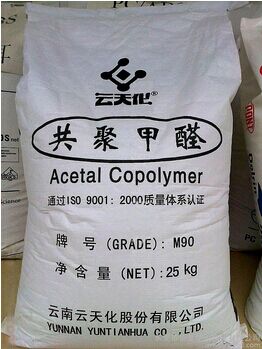 云天化®
共聚甲醛
Acetal Copolymer
通过ISO 9001: 2000质量体系认证
牌 号 (GRADE): M90
净 含 量 (NET): 25 kg
云南云天化股份有限公司
YUNNAN YUNTIANHUA CO., LTD.